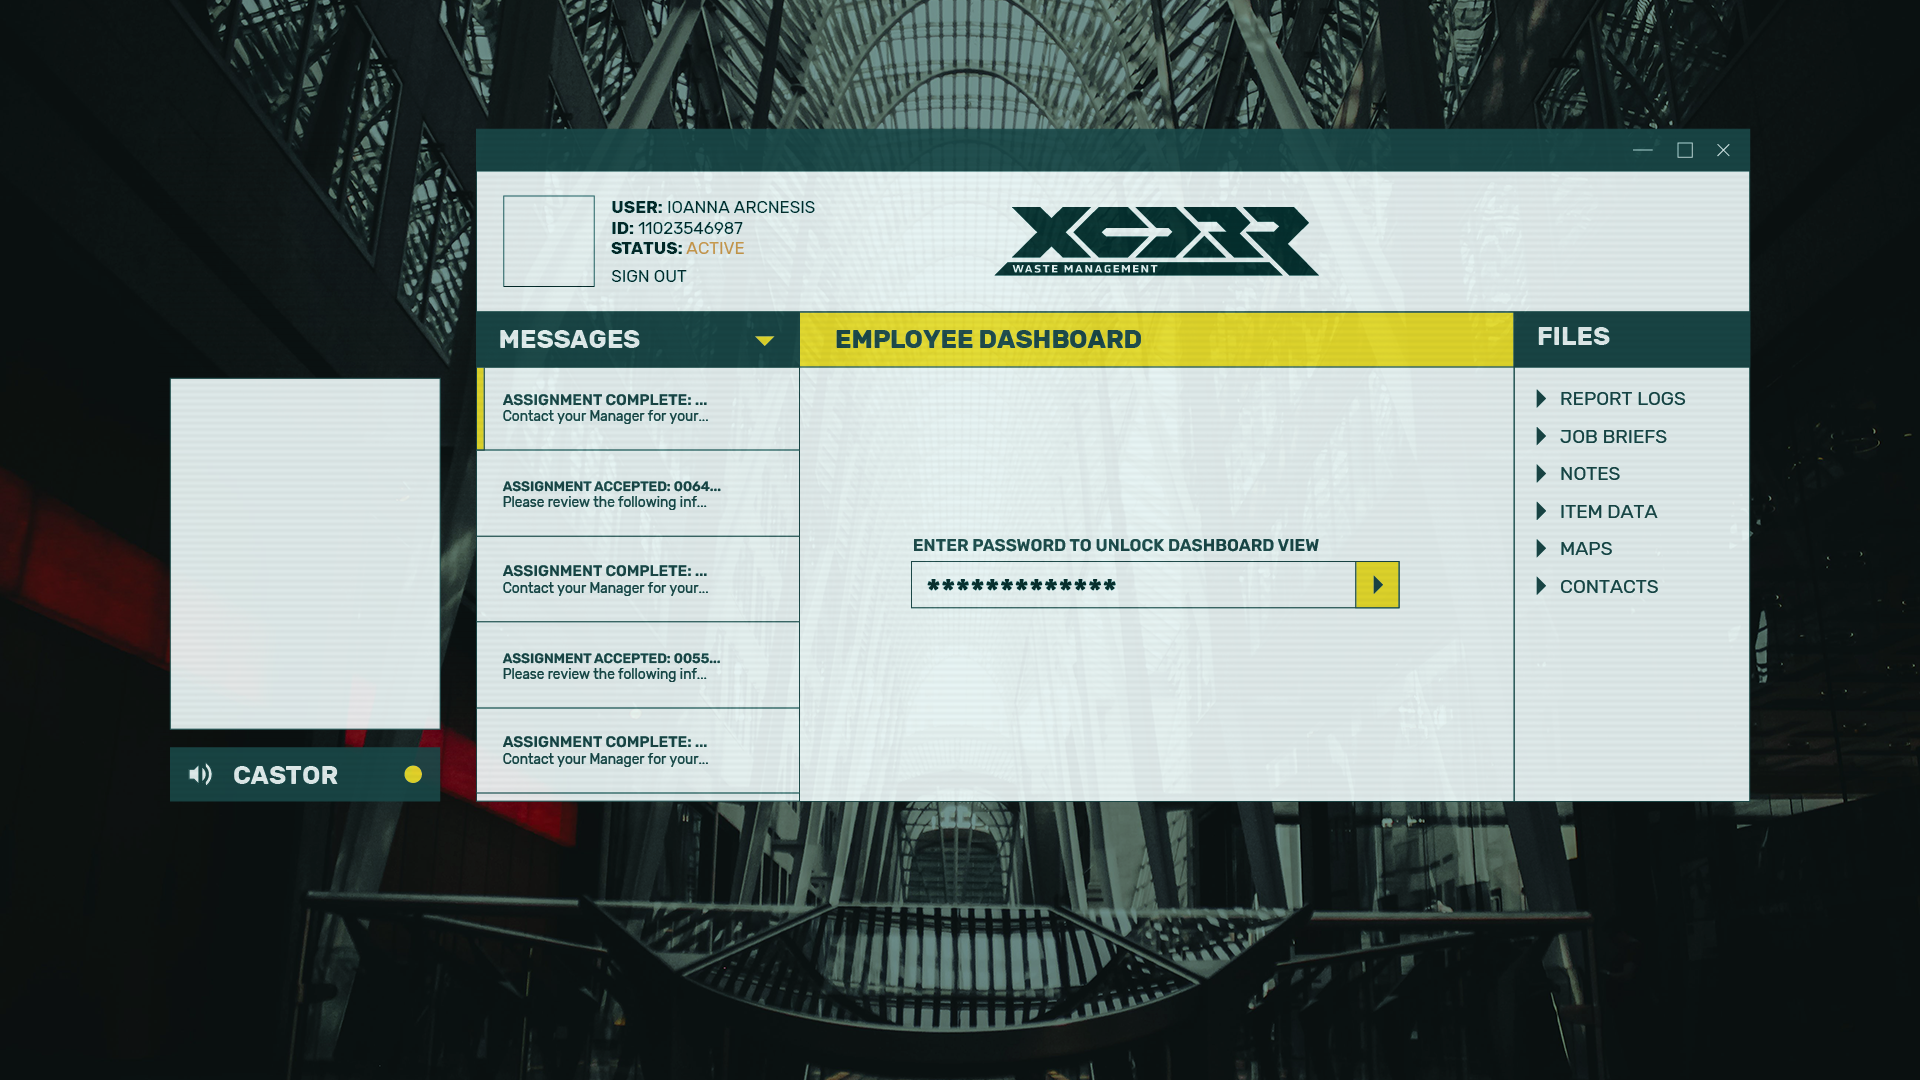 USER: IOANNA ARCNESIS
ID: 11023546987
STATUS: ACTIVE
SIGN OUT
WASTE MANAGEMENT
MESSAGES
EMPLOYEE DASHBOARD
FILES
ASSIGNMENT COMPLETE: ...
Contact your Manager for your...
ASSIGNMENT ACCEPTED: 0064...
Please review the following inf...
ASSIGNMENT COMPLETE: ...
Contact your Manager for your...
ASSIGNMENT ACCEPTED: 0055...
Please review the following inf...
ASSIGNMENT COMPLETE: ...
Contact your Manager for your...
ENTER PASSWORD TO UNLOCK DASHBOARD VIEW
*************
REPORT LOGS
JOB BRIEFS
NOTES
ITEM DATA
MAPS
CONTACTS
CASTOR